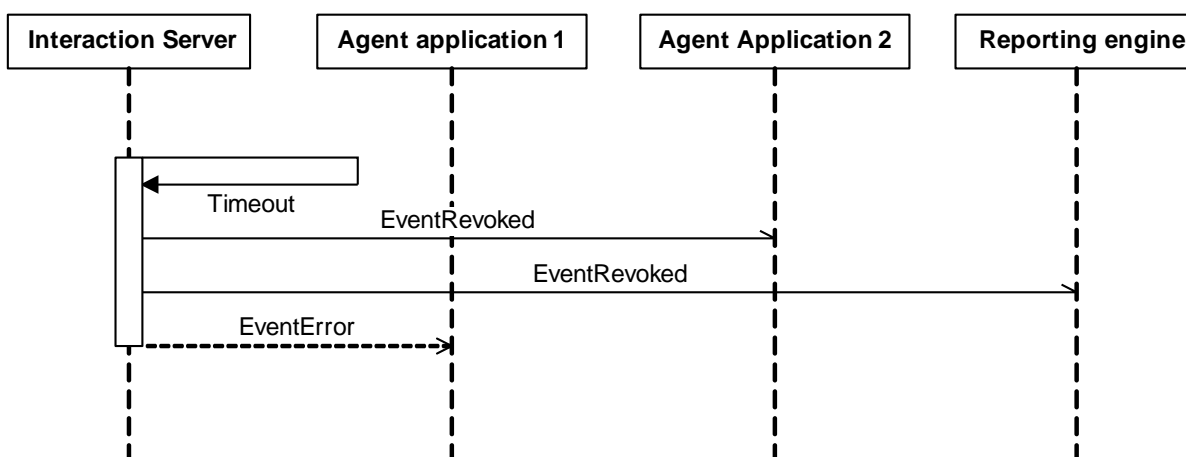 Interaction Server
Agent application 1
Agent Application 2
Reporting engine
Timeout
EventRevoked
EventRevoked
EventError